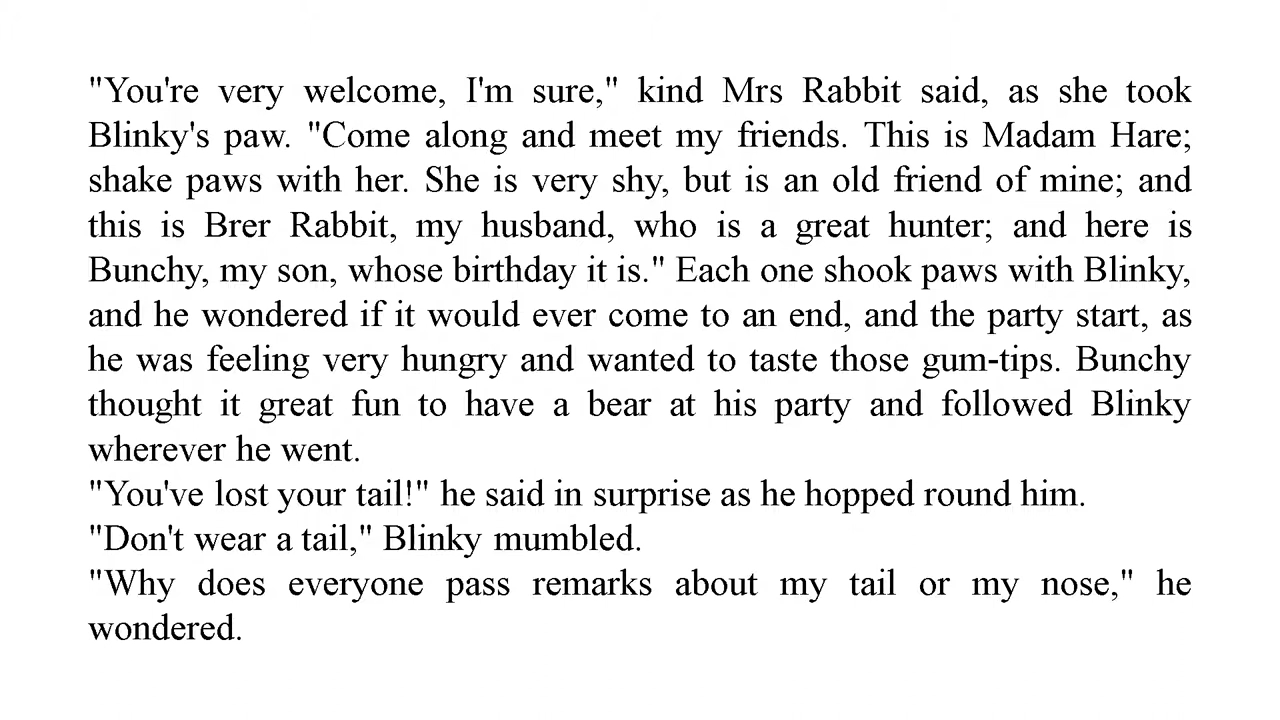 "You're very welcome, I'm sure," kind Mrs Rabbit said, as she took
Blinky's paw. "Come along and meet my friends. This is Madam Hare;
shake paws with her. She is very shy, but is an old friend of mine; and
this is Brer Rabbit, my husband, who is a great hunter; and here is
Bunchy, my son, whose birthday it is." Each one shook paws with Blinky,
and he wondered if it would ever come to an end, and the party start, as
he was feeling very hungry and wanted to taste those gum-tips. Bunchy
thought it great fun to have a bear at his party and followed Blinky
wherever he went.
"You've lost your tail!" he said in surprise as he hopped round him.
"Don't wear a tail," Blinky mumbled.
"Why does everyone pass remarks about my tail or my nose," he
wondered.